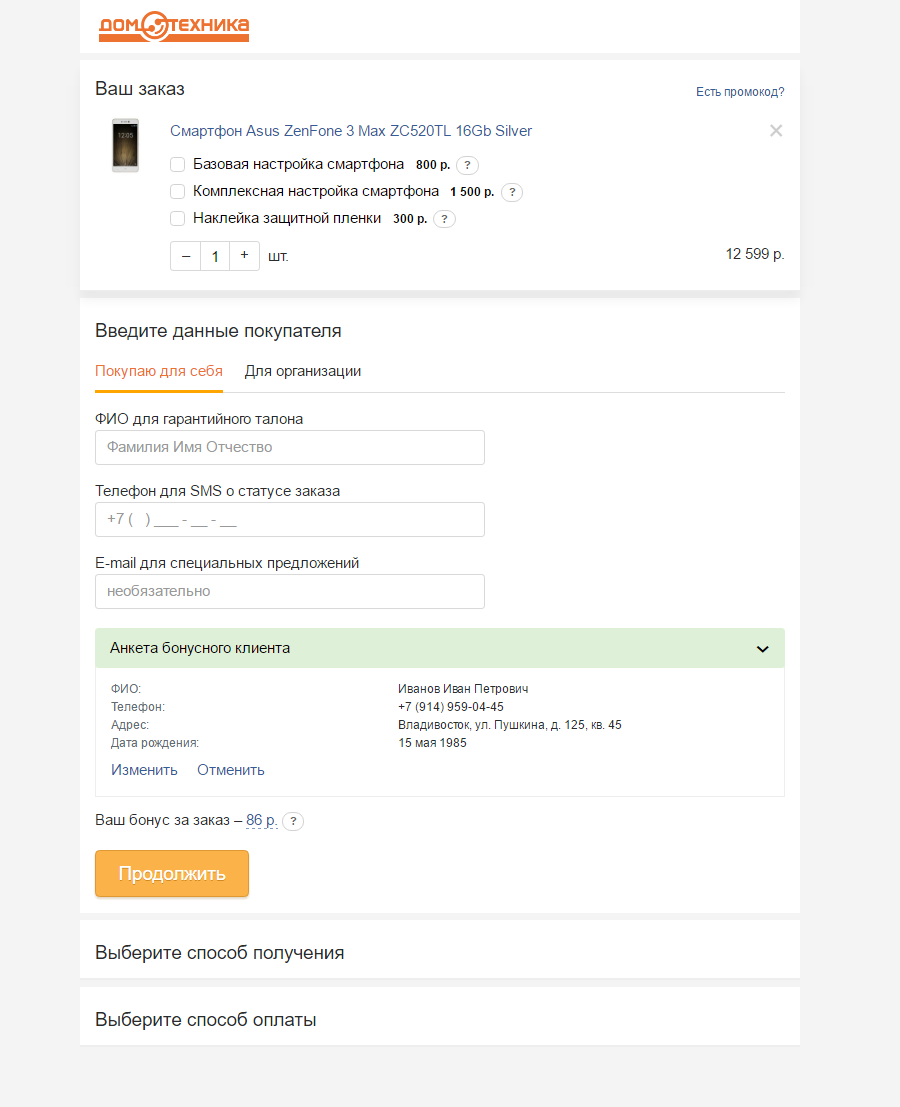 ДОМОТЕХНИКА
Ваш заказ
Есть промокод?
12:05
Смартфон Asus ZenFone 3 Max ZC520TL 16Gb Silver
Базовая настройка смартфона 800 р. ?
Комплексная настройка смартфона 1 500 р. ?
Наклейка защитной пленки 300 р. ?
– 1 + шт.
12 599 р.
Введите данные покупателя
Покупаю для себя Для организации
ФИО для гарантийного талона
Фамилия Имя Отчество
Телефон для SMS о статусе заказа
+7 ( ) ___ - __ - __
E-mail для специальных предложений
необязательно
Анкета бонусного клиента
ФИО: Иванов Иван Петрович
Телефон: +7 (914) 959-04-45
Адрес: Владивосток, ул. Пушкина, д. 125, кв. 45
Дата рождения: 15 мая 1985
Изменить Отменить
Ваш бонус за заказ – 86 р. ?
Продолжить
Выберите способ получения
Выберите способ оплаты